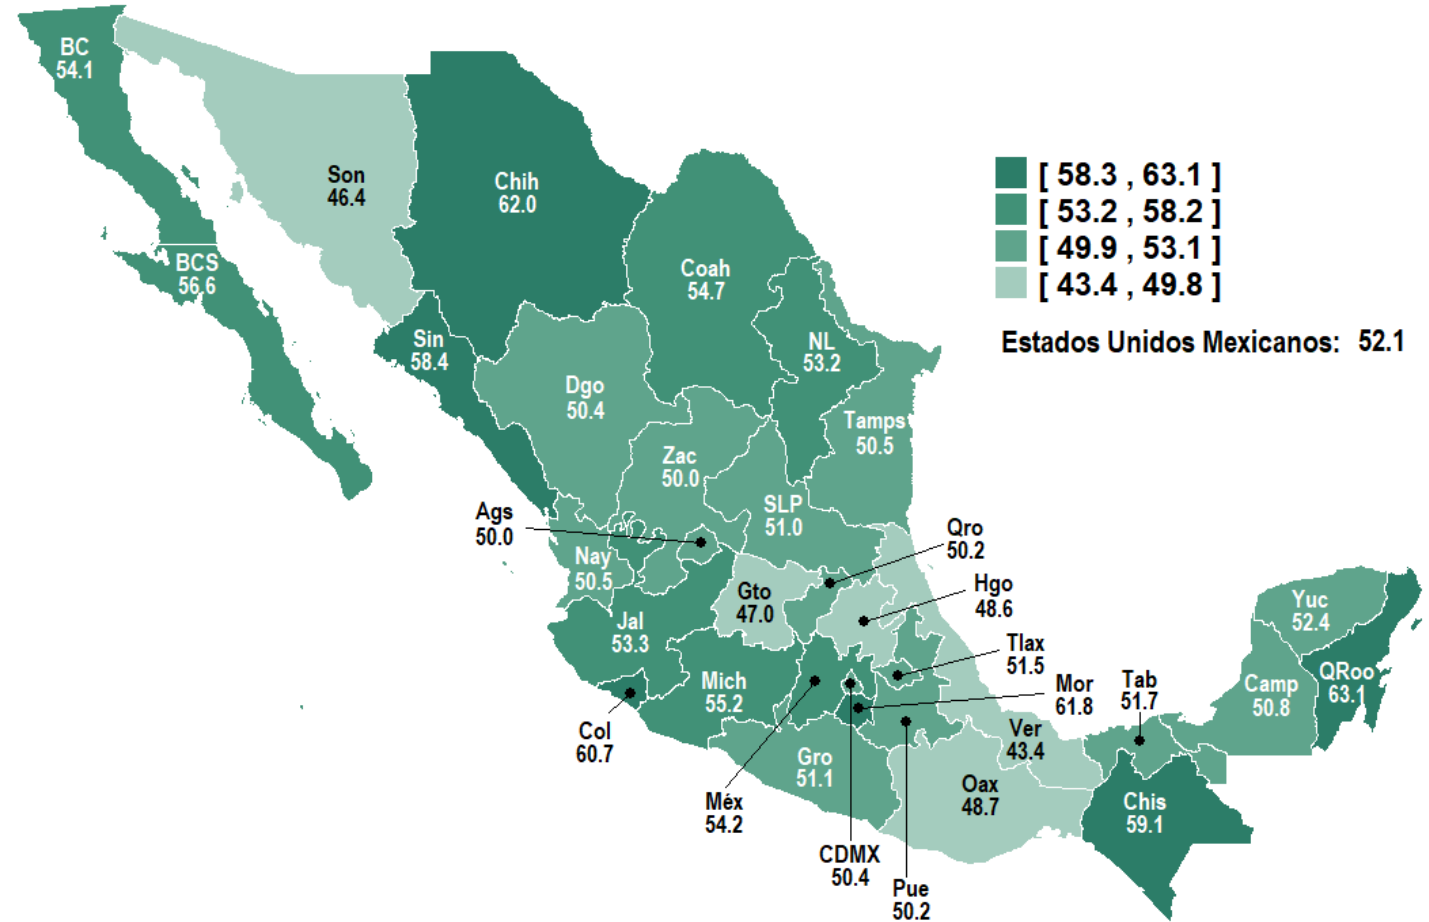 BC
54.1
Son
46.4
Chih
62.0
[ 58.3 , 63.1 ]
[ 53.2 , 58.2 ]
[ 49.9 , 53.1 ]
[ 43.4 , 49.8 ]
Estados Unidos Mexicanos: 52.1
BCS
56.6
Coah
54.7
Sin
58.4
NL
53.2
Dgo
50.4
Tamps
50.5
Zac
50.0
SLP
51.0
Ags
50.0
Qro
50.2
Nay
50.5
Gto
47.0
Hgo
48.6
Yuc
52.4
Jal
53.3
Tlax
51.5
Mich
55.2
Mor
61.8
Tab
51.7
Camp
50.8
QRoo
63.1
Col
60.7
Ver
43.4
Gro
51.1
Oax
48.7
Méx
54.2
Chis
59.1
CDMX
50.4
Pue
50.2